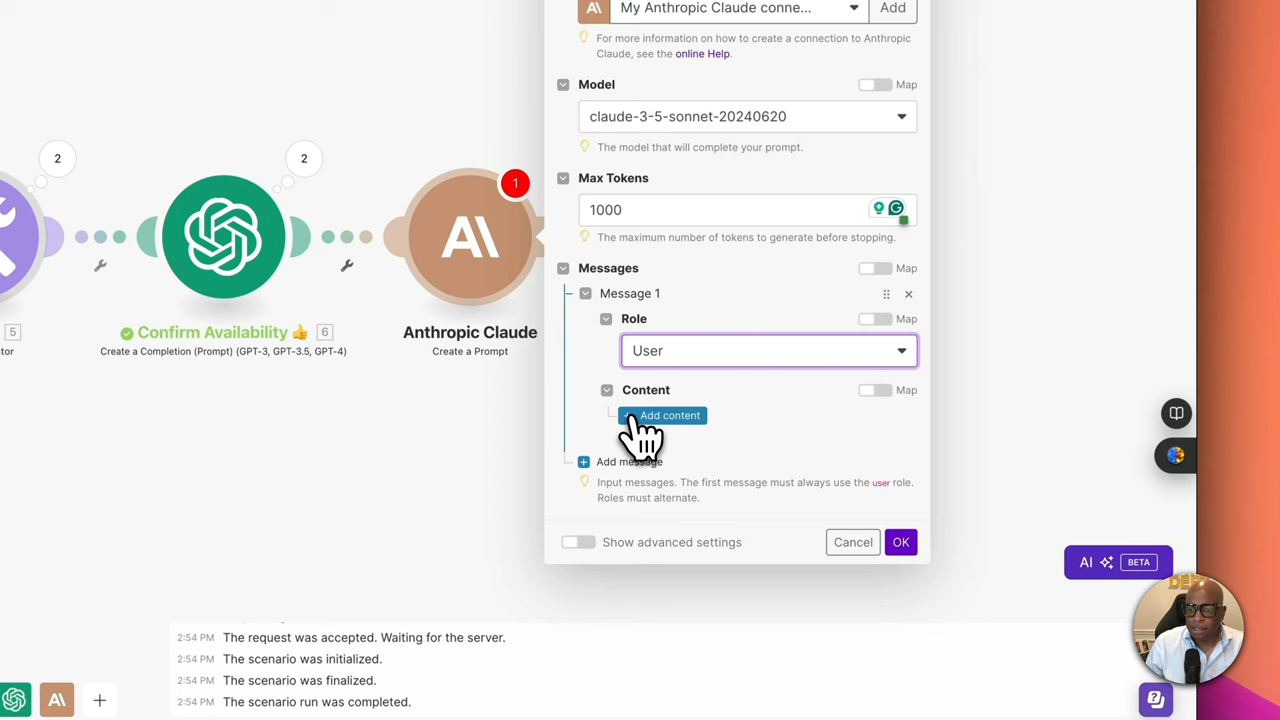 My Anthropic Claude conne...
Add
For more information on how to create a connection to Anthropic
Claude, see the online Help.
Model
Map
claude-3-5-sonnet-20240620
The model that will complete your prompt.
Max Tokens
1000
The maximum number of tokens to generate before stopping.
Messages
Map
Message 1
Role
Map
User
Content
Map
Add content
Add message
Input messages. The first message must always use the user role.
Roles must alternate.
Show advanced settings
Cancel
OK
2
2
1
5
tor
Confirm Availability 👍 6
Create a Completion (Prompt) (GPT-3, GPT-3.5, GPT-4)
Anthropic Claude
Create a Prompt
AI BETA
2:54 PM The request was accepted. Waiting for the server.
2:54 PM The scenario was initialized.
2:54 PM The scenario was finalized.
2:54 PM The scenario run was completed.